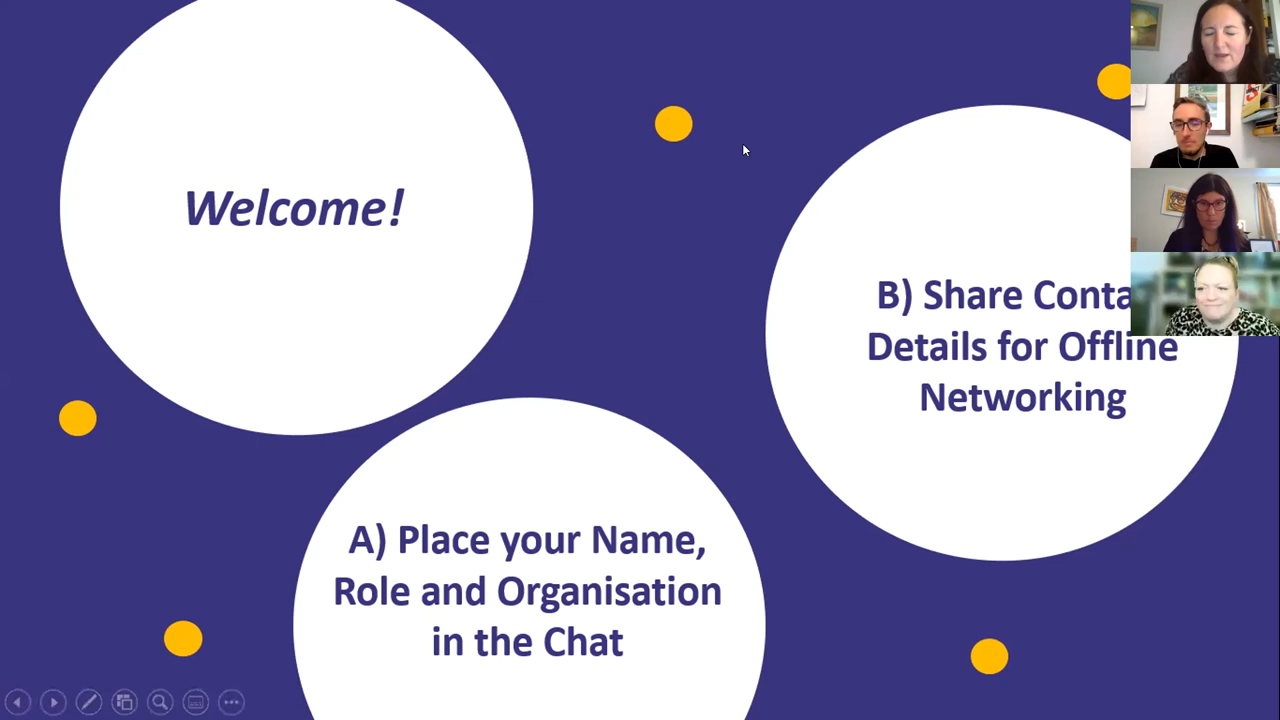 Welcome!
A) Place your Name,
Role and Organisation
in the Chat
B) Share Conta
Details for Offline
Networking